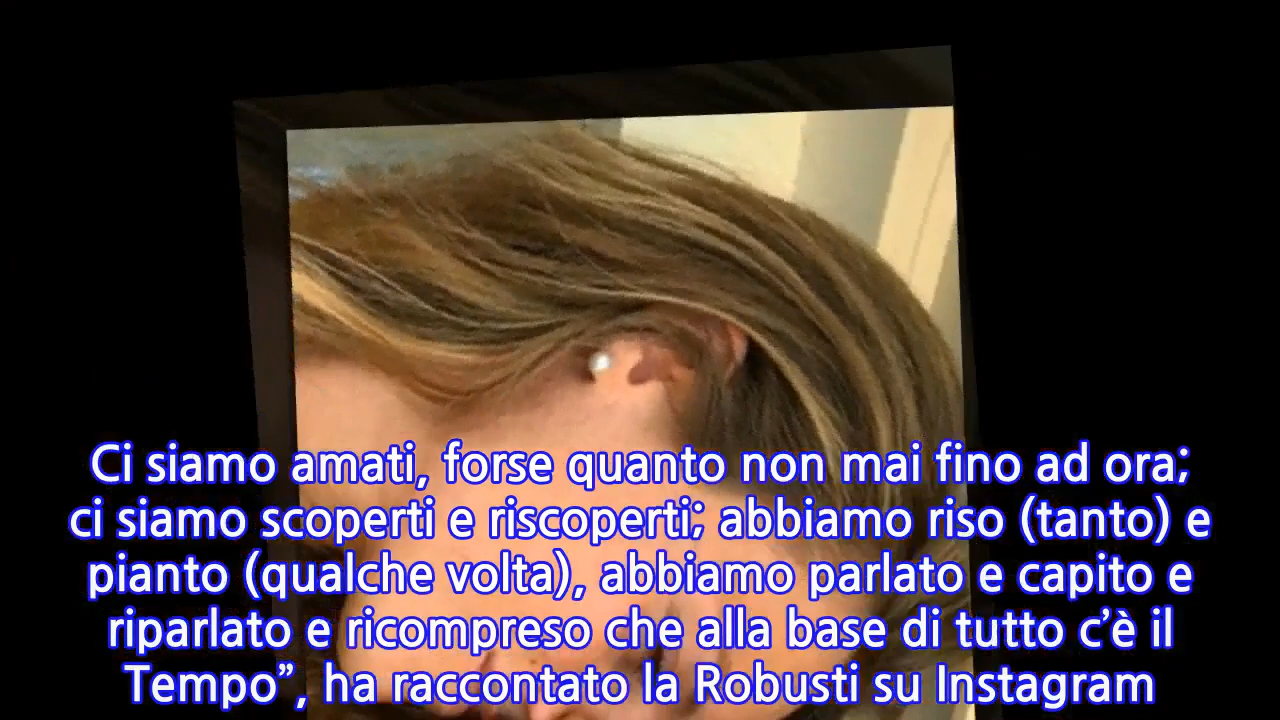 Ci siamo amati, forse quanto non mai fino ad ora;
ci siamo scoperti e riscoperti; abbiamo riso (tanto) e
pianto (qualche volta), abbiamo parlato e capito e
riparlato e ricompreso che alla base di tutto c’è il
Tempo”, ha raccontato la Robusti su Instagram